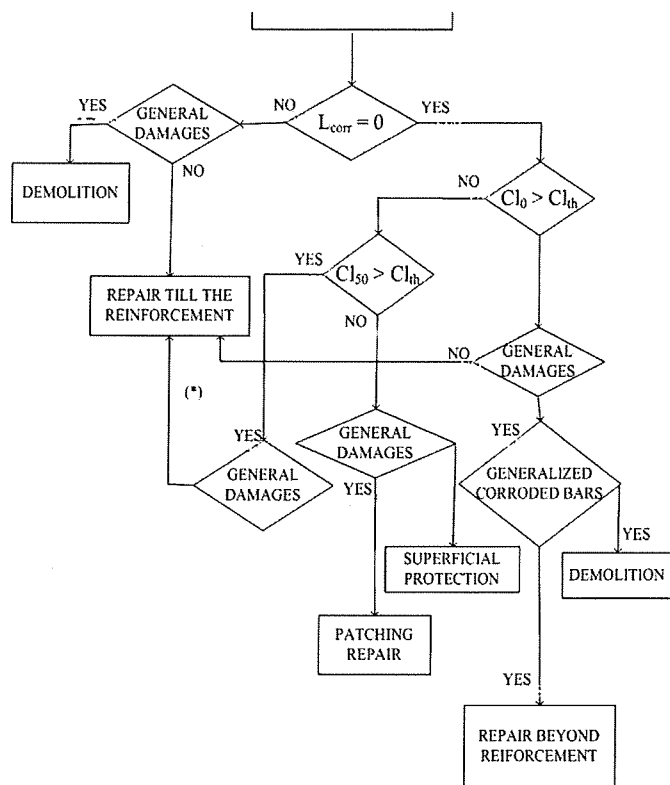 NO
YES
YES
GENERAL
DAMAGES
L_corr = 0
NO
DEMOLITION
NO
Cl_0 > Cl_th
YES
Cl_50 > Cl_th
REPAIR TILL THE
REINFORCEMENT
NO
NO
GENERAL
DAMAGES
(*)
YES
GENERAL
DAMAGES
YES
GENERAL
DAMAGES
YES
GENERALIZED
CORRODED BARS
YES
SUPERFICIAL
PROTECTION
DEMOLITION
PATCHING
REPAIR
YES
REPAIR BEYOND
REIFORCEMENT